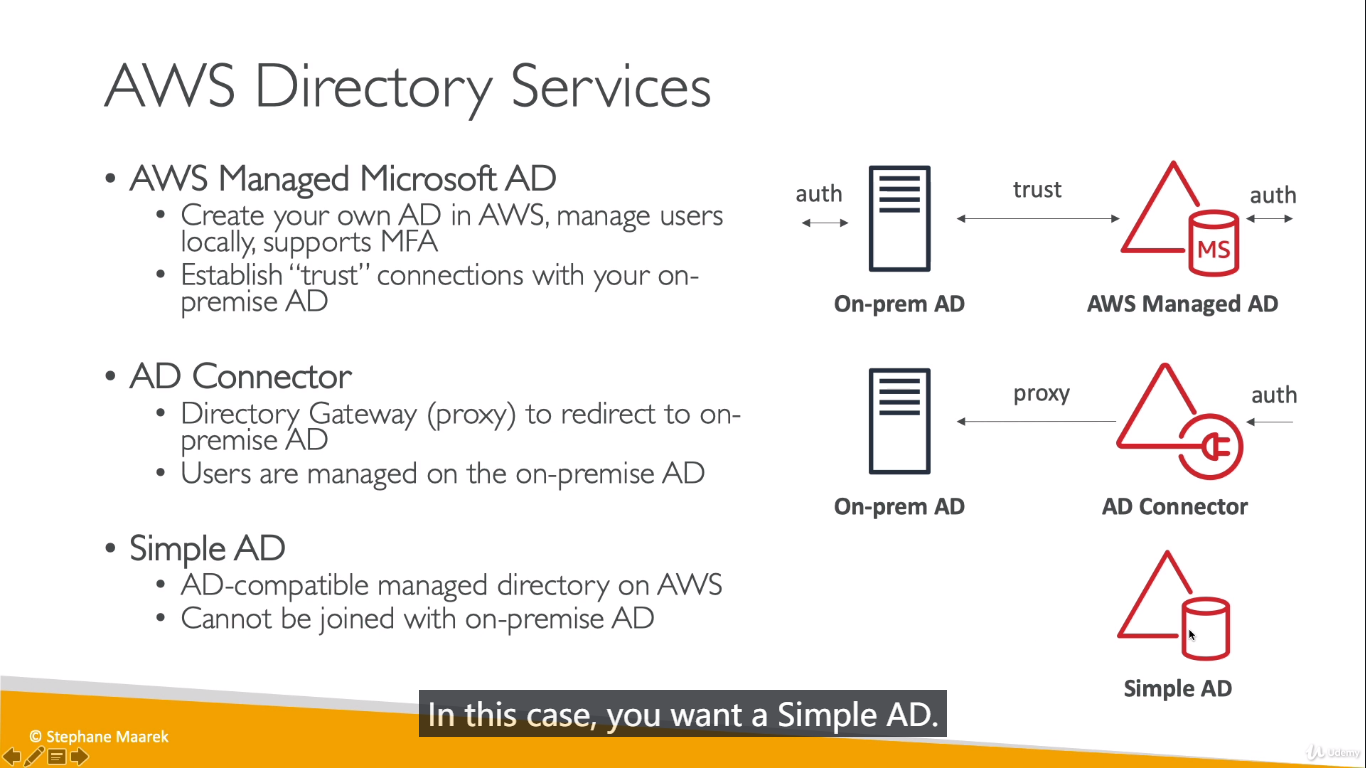 AWS Directory Services
• AWS Managed Microsoft AD
• Create your own AD in AWS, manage users
locally, supports MFA
• Establish “trust” connections with your on-
premise AD
• AD Connector
• Directory Gateway (proxy) to redirect to on-
premise AD
• Users are managed on the on-premise AD
• Simple AD
• AD-compatible managed directory on AWS
• Cannot be joined with on-premise AD
auth
trust
auth
MS
On-prem AD
AWS Managed AD
proxy
auth
On-prem AD
AD Connector
Simple AD
In this case, you want a Simple AD.
© Stephane Maarek
Udemy